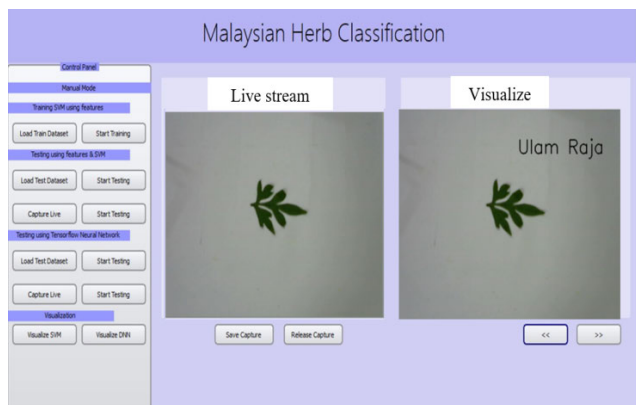 Malaysian Herb Classification
Control Panel
Manual Mode
Training SVM using features
Load Train Dataset Start Training
Testing using features & SVM
Load Test Dataset Start Testing
Capture Live Start Testing
Testing using Tensorflow Neural Network
Load Test Dataset Start Testing
Capture Live Start Testing
Visualization
Visualize SVM Visualize DNN
Live stream
Save Capture Release Capture
Visualize
Ulam Raja
<< >>